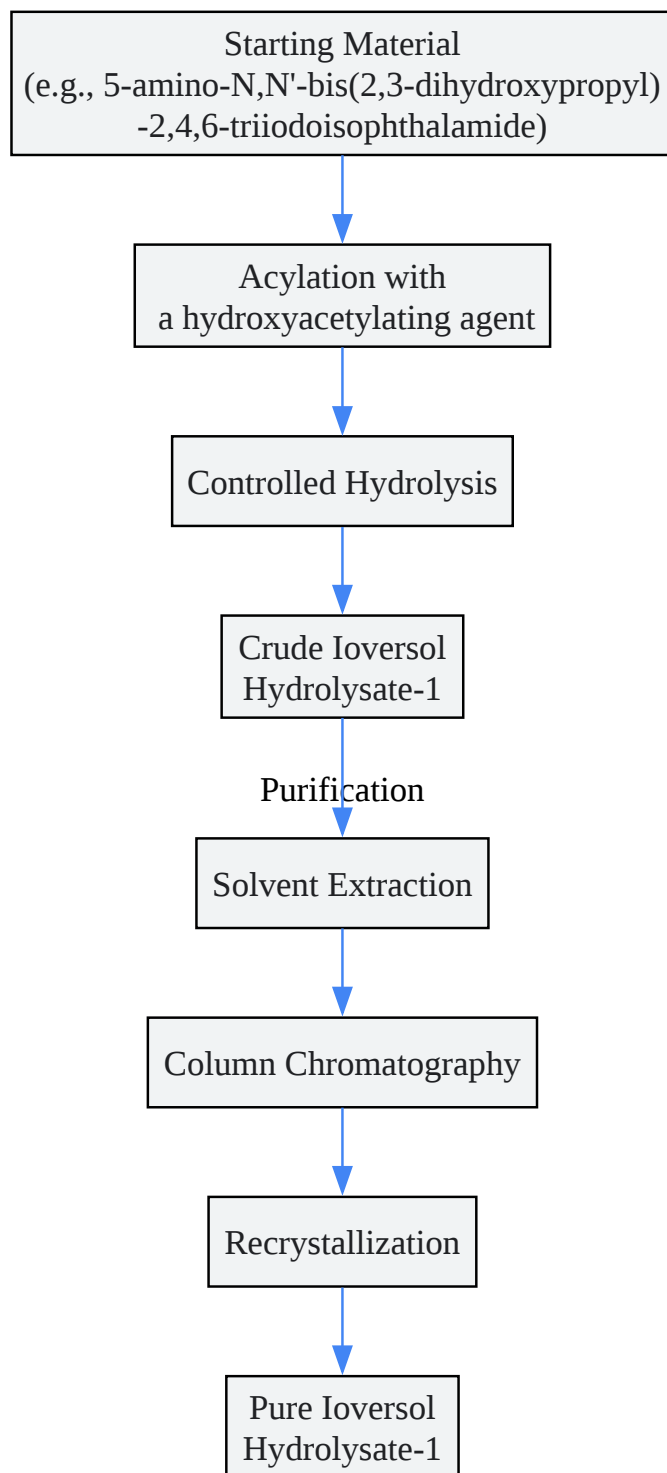 Starting Material
(e.g., 5-amino-N,N'-bis(2,3-dihydroxypropyl)
-2,4,6-triiodoisophthalamide)
Acylation with
a hydroxyacetylating agent
Controlled Hydrolysis
Crude Ioversol
Hydrolysate-1
Purification
Solvent Extraction
Column Chromatography
Recrystallization
Pure Ioversol
Hydrolysate-1